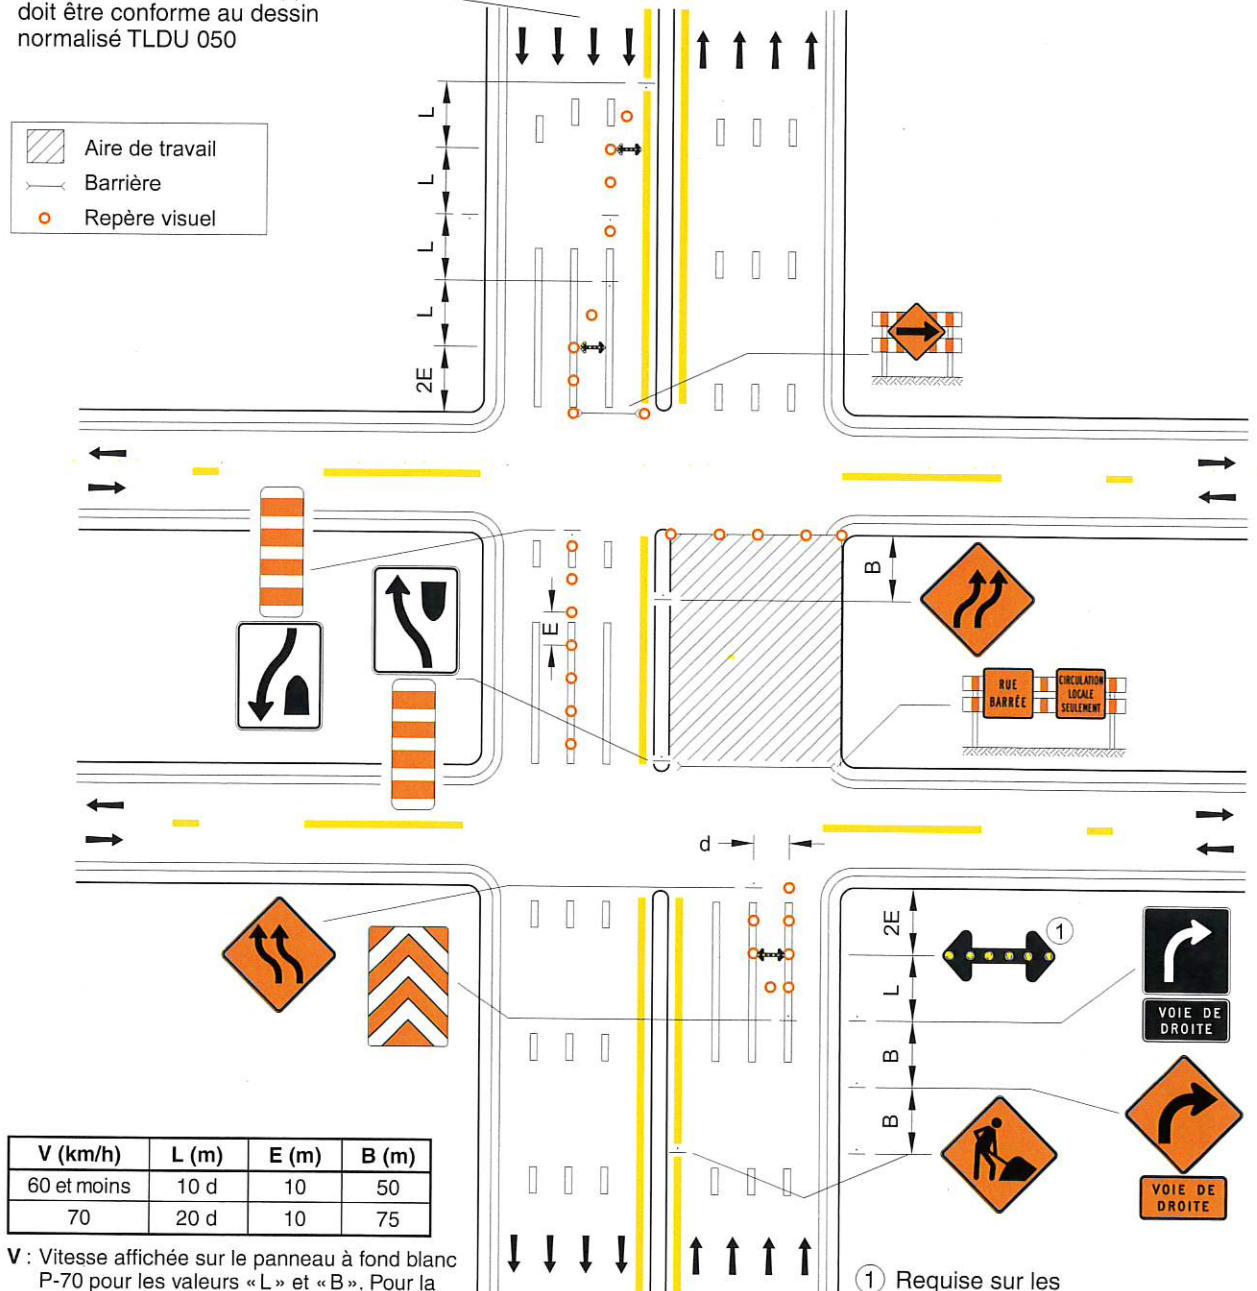 doit être conforme au dessin
normalisé TLDU 050
Aire de travail
Barrière
Repère visuel
L
L
L
L
2E
B
E
RUE
BARRÉE
CIRCULATION
LOCALE
SEULEMENT
d
2E
L
B
B
1
VOIE DE
DROITE
VOIE DE
DROITE
V (km/h) L (m) E (m) B (m)
60 et moins 10 d 10 50
70 20 d 10 75
V : Vitesse affichée sur le panneau à fond blanc
P-70 pour les valeurs « L » et « B ». Pour la
1 Requise sur les